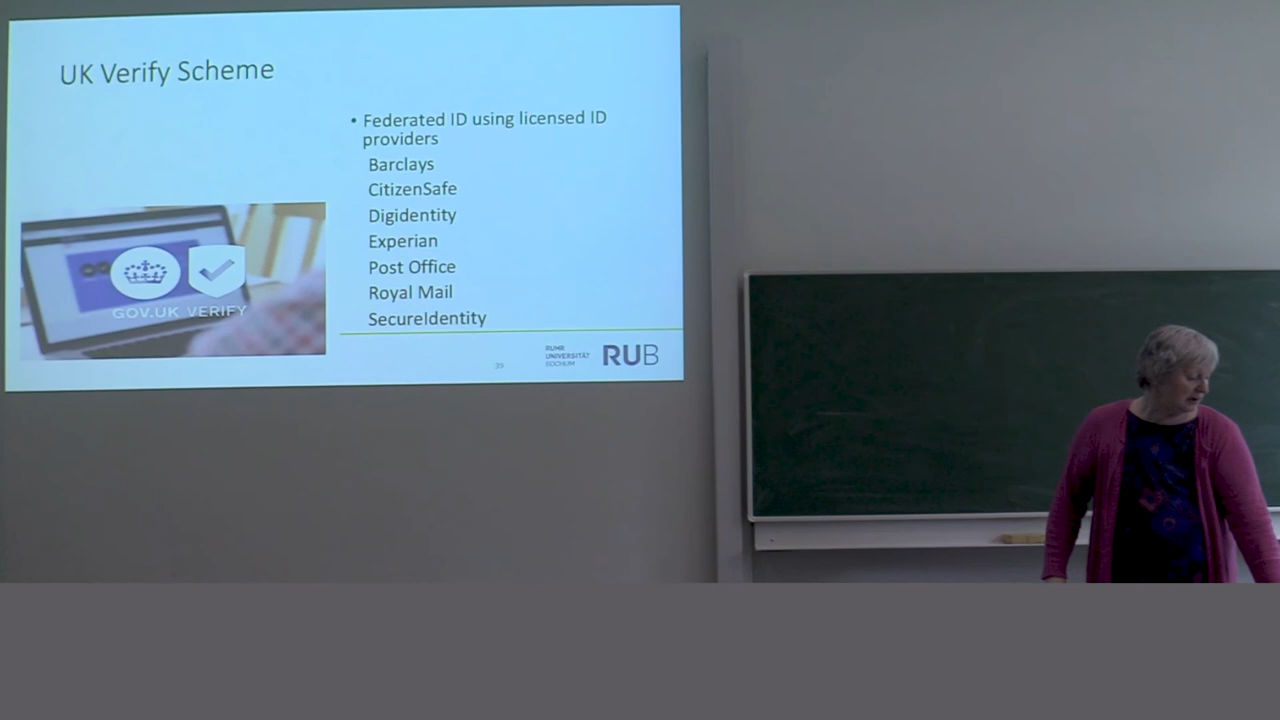 UK Verify Scheme
• Federated ID using licensed ID
providers
Barclays
CitizenSafe
Digidentity
Experian
Post Office
Royal Mail
SecureIdentity
GOV.UK VERIFY
39
RUHR
UNIVERSITÄT
BOCHUM
RUB